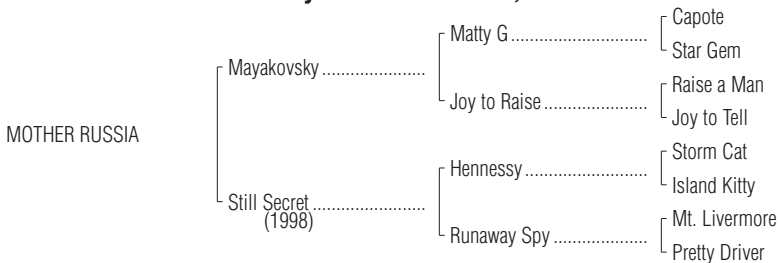 Capote
Matty G
Star Gem
Mayakovsky
Raise a Man
Joy to Raise
Joy to Tell
MOTHER RUSSIA
Storm Cat
Hennessy
Island Kitty
Still Secret
(1998)
Mt. Livermore
Runaway Spy
Pretty Driver